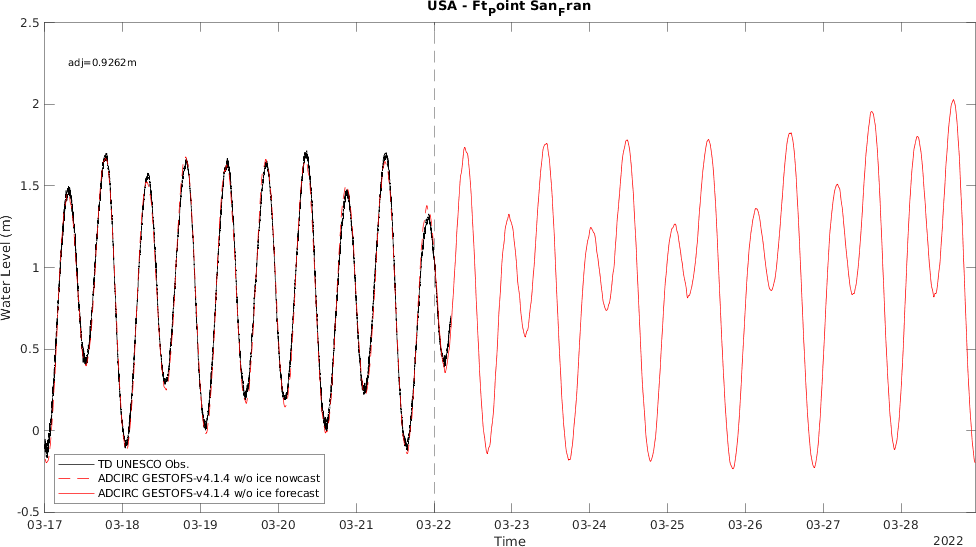 USA - Ft_Point San_Fran
2.5
adj=0.9262m
2
1.5
1
0.5
0
-0.5
Water Level (m)
TD UNESCO Obs.
ADCIRC GESTOFS-v4.1.4 w/o ice nowcast
ADCIRC GESTOFS-v4.1.4 w/o ice forecast
03-17 03-18 03-19 03-20 03-21 03-22 03-23 03-24 03-25 03-26 03-27 03-28
Time
2022